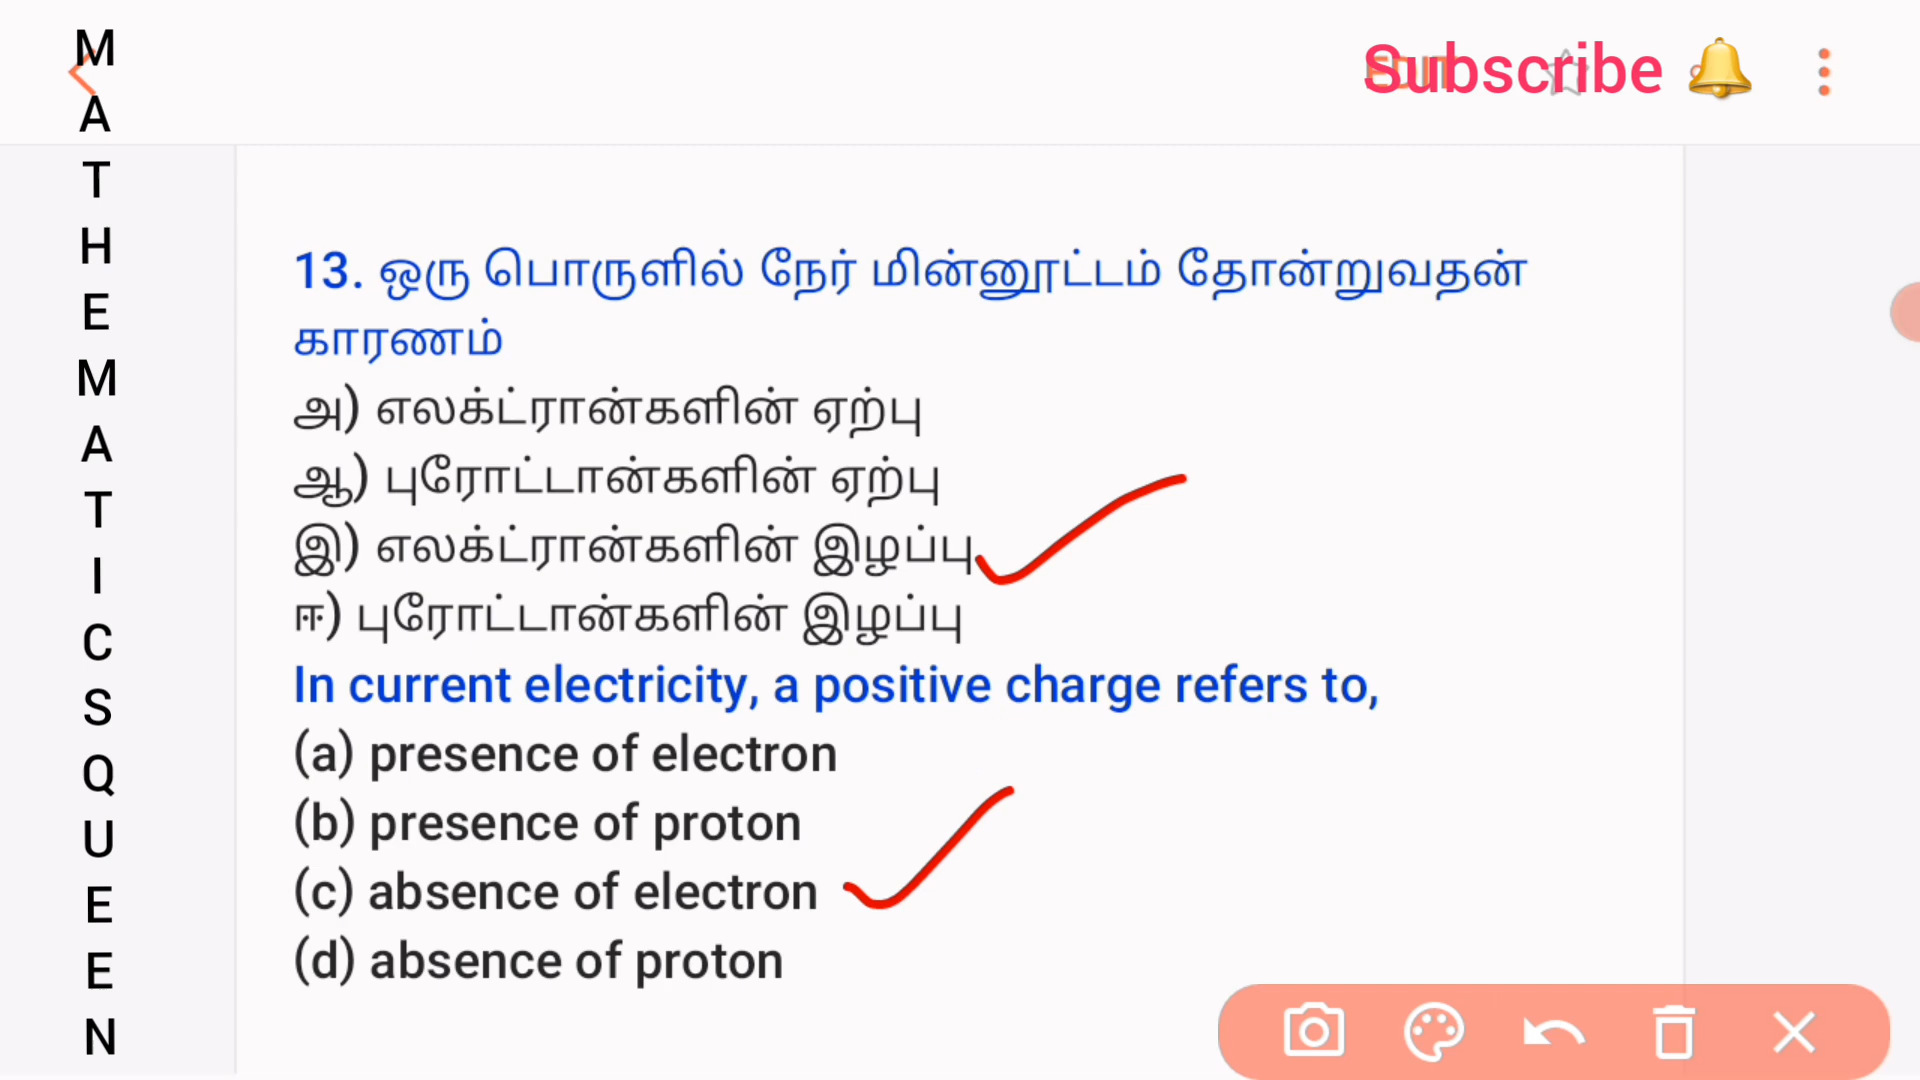 MATHEMATICSQUEEN
Subscribe 🔔
13. ஒரு பொருளில் நேர் மின்னூட்டம் தோன்றுவதன்
காரணம்
அ) எலக்ட்ரான்களின் ஏற்பு
ஆ) புரோட்டான்களின் ஏற்பு
இ) எலக்ட்ரான்களின் இழப்பு
ஈ) புரோட்டான்களின் இழப்பு
In current electricity, a positive charge refers to,
(a) presence of electron
(b) presence of proton
(c) absence of electron
(d) absence of proton